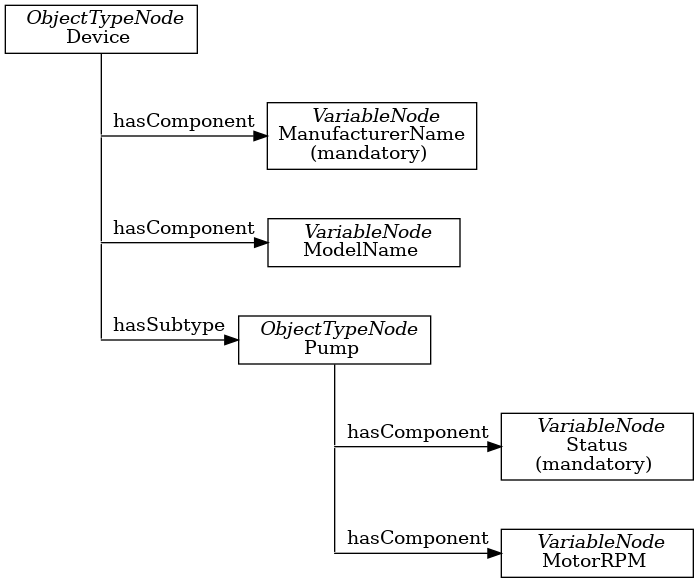 ObjectTypeNode
Device
hasComponent
VariableNode
ManufacturerName
(mandatory)
hasComponent
VariableNode
ModelName
hasSubtype
ObjectTypeNode
Pump
hasComponent
VariableNode
Status
(mandatory)
hasComponent
VariableNode
MotorRPM